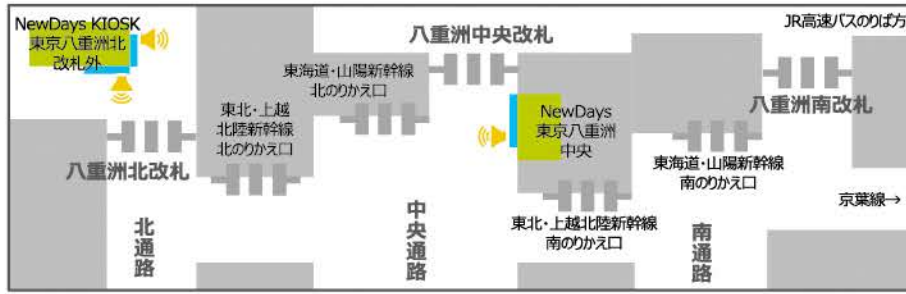 NewDays KIOSK
東京八重洲北
改札外
八重洲北改札
北通路
東北・上越
北陸新幹線
北のりかえ口
東海道・山陽新幹線
北のりかえ口
八重洲中央改札
中央通路
NewDays
東京八重洲
中央
東北・上越北陸新幹線
南のりかえ口
東海道・山陽新幹線
南のりかえ口
南通路
八重洲南改札
JR高速バスのりば方
京葉線→